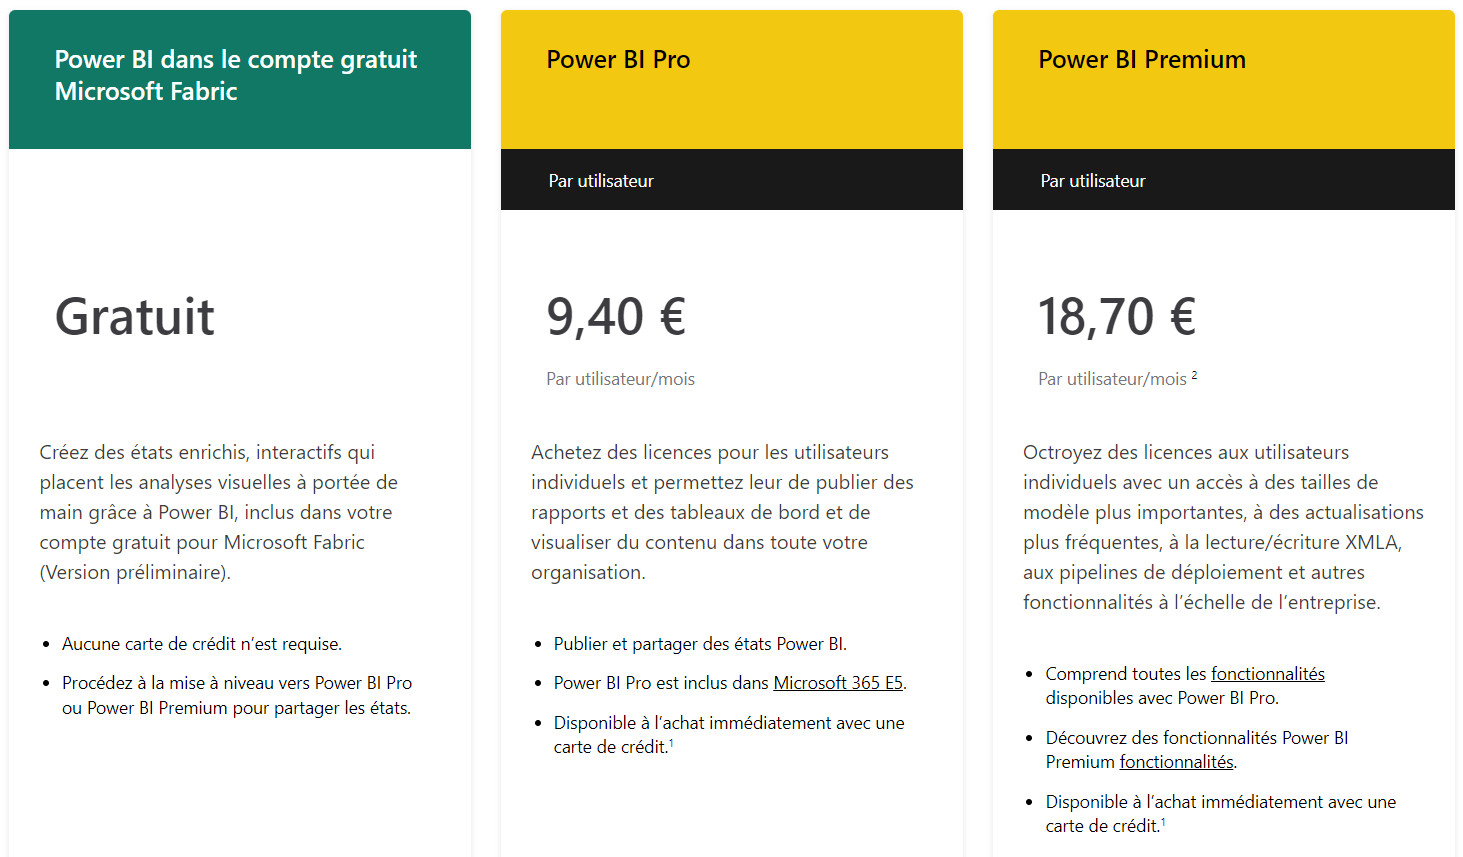 Power BI dans le compte gratuit
Microsoft Fabric
Gratuit
Créez des états enrichis, interactifs qui
placent les analyses visuelles à portée de
main grâce à Power BI, inclus dans votre
compte gratuit pour Microsoft Fabric
(Version préliminaire).
• Aucune carte de crédit n’est requise.
• Procédez à la mise à niveau vers Power BI Pro
ou Power BI Premium pour partager les états.
Power BI Pro
Par utilisateur
9,40 €
Par utilisateur/mois
Achetez des licences pour les utilisateurs
individuels et permettez leur de publier des
rapports et des tableaux de bord et de
visualiser du contenu dans toute votre
organisation.
• Publier et partager des états Power BI.
• Power BI Pro est inclus dans Microsoft 365 E5.
• Disponible à l’achat immédiatement avec une
carte de crédit.¹
Power BI Premium
Par utilisateur
18,70 €
Par utilisateur/mois ²
Octroyez des licences aux utilisateurs
individuels avec un accès à des tailles de
modèle plus importantes, à des actualisations
plus fréquentes, à la lecture/écriture XMLA,
aux pipelines de déploiement et autres
fonctionnalités à l’échelle de l’entreprise.
• Comprend toutes les fonctionnalités
disponibles avec Power BI Pro.
• Découvrez des fonctionnalités Power BI
Premium fonctionnalités.
• Disponible à l’achat immédiatement avec une
carte de crédit.¹